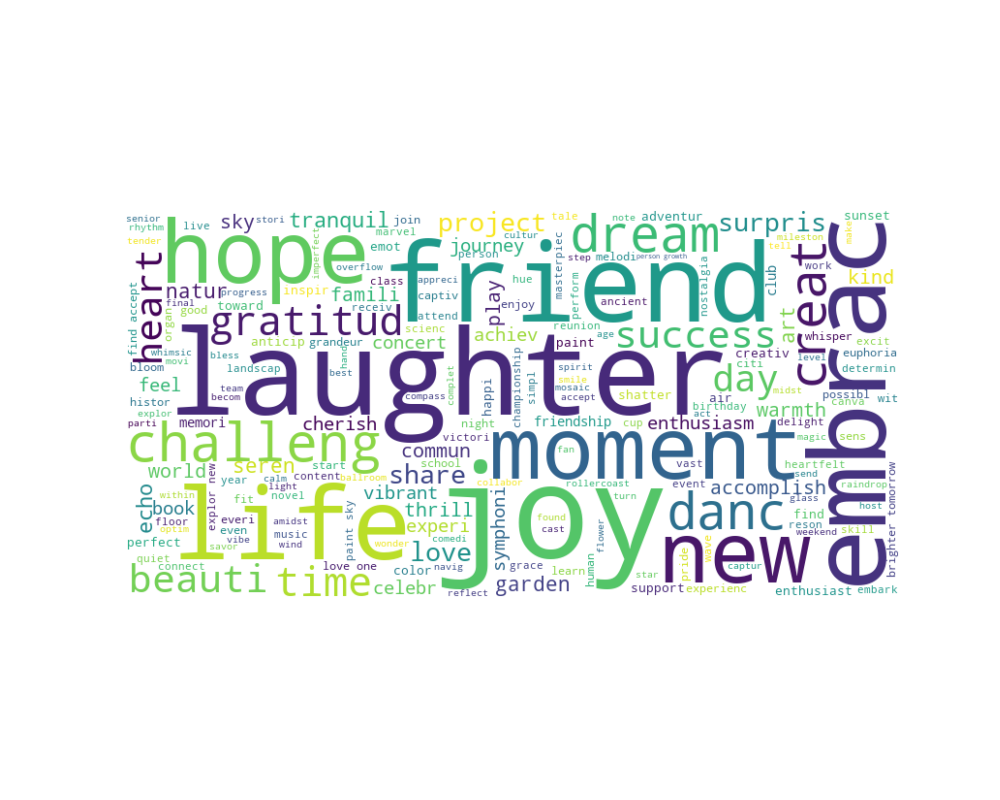 senior
rhythm
live
sky
stori
tranquil
join
project
tale
note
adventur
surpris
sunset
tender
heart
hope
imperfect
emot
marvel
journey
person
cultur
friend
masterpiec
dream
step
melodi
person growth
nostalgia
mileston
tell
club
make
natur
progress
overflow
class
appreci
hue
perform
ancient
creat
work
kind
embrac
find accept
organ
final
good
toward
inspir
famili
receiv
captiv
attend
play
enjoy
reunion
age
success
art
whisper
excit
gratitud
anticip
grandeur
concert
scienc
achiev
paint
whimsic
movi
bless
hand
laughter
creativ
level
euphoria
bloom
landscap
best
complet
happi
championship
simpl
spirit
smile
mosaic
accept
shatter
day
citi
midst
possibl
determin
feel
team
becom
compass
air
act
birthday
warmth
canva
wit
explor
histor
parti
memori
cherish
victori
night
friendship
cup
enthusiasm
delight
magic
sens
challeng
commun
fan
moment
vast
heartfelt
world
seren
start
school
share
collabor
rollercoast
event
send
raindrop
brighter tomorrow
year
calm
content
ballroom
light
echo
book
within
explor new
fit
novel
life
vibrant
symphoni
joy
turn
accomplish
glass
host
floor
everi
even
amidst
music
thrill
experi
found
cast
danc
find
reson
weekend
skill
perfect
optim
vibe
wind
paint sky
wonder
comedi
love
flower
wave
pride
new
quiet
connect
savor
love one
color
navig
grace
learn
human
star
captur
beauti
time
celebr
reflect
garden
support
experienc
enthusiast
embark